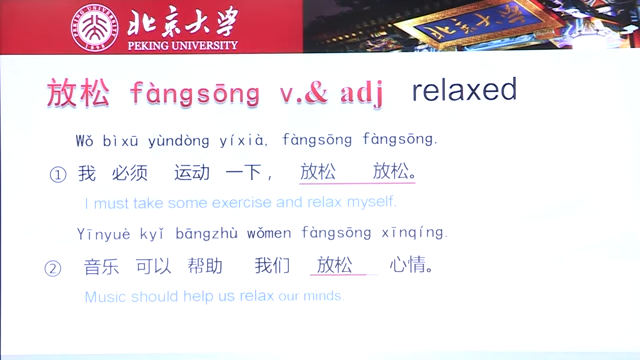 北京大学
PEKING UNIVERSITY
放松 fàngsōng v.& adj relaxed
Wǒ bìxū yùndòng yíxià, fàngsōng fàngsōng.
① 我 必须 运动 一下， 放松 放松。
I must take some exercise and relax myself.
Yīnyuè kyǐ bāngzhù wǒmen fàngsōng xīnqíng.
② 音乐 可以 帮助 我们 放松 心情。
Music should help us relax our minds.